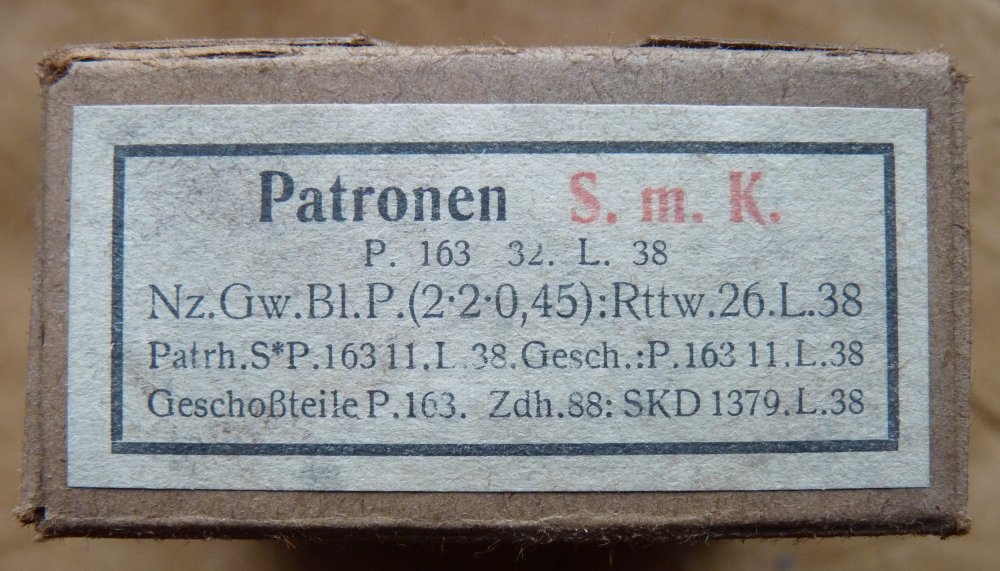 Patronen S. m. K.
P. 163 32. L. 38
Nz.Gw.Bl.P.(2·2·0,45):Rttw.26.L.38
Patrh.S*P.163 11.L.38.Gesch.:P.163 11.L.38
Geschoßteile P.163. Zdh.88: SKD 1379.L.38